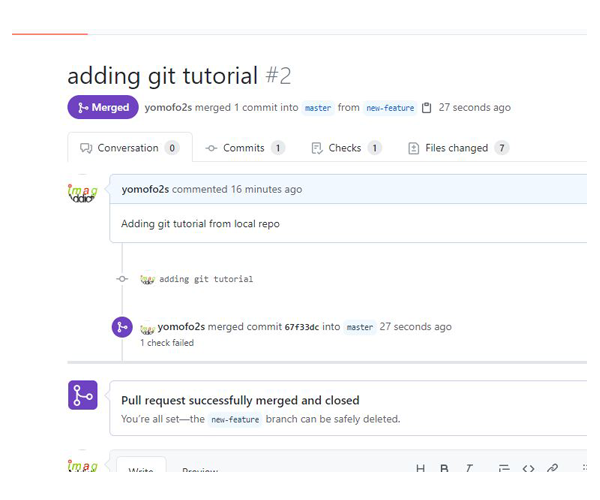 adding git tutorial #2
Merged yomofo2s merged 1 commit into master from new-feature 27 seconds ago
Conversation 0 Commits 1 Checks 1 Files changed 7
yomofo2s commented 16 minutes ago
Adding git tutorial from local repo
adding git tutorial
yomofo2s merged commit 67f33dc into master 27 seconds ago
1 check failed
Pull request successfully merged and closed
You're all set—the new-feature branch can be safely deleted.
Write Preview H B I